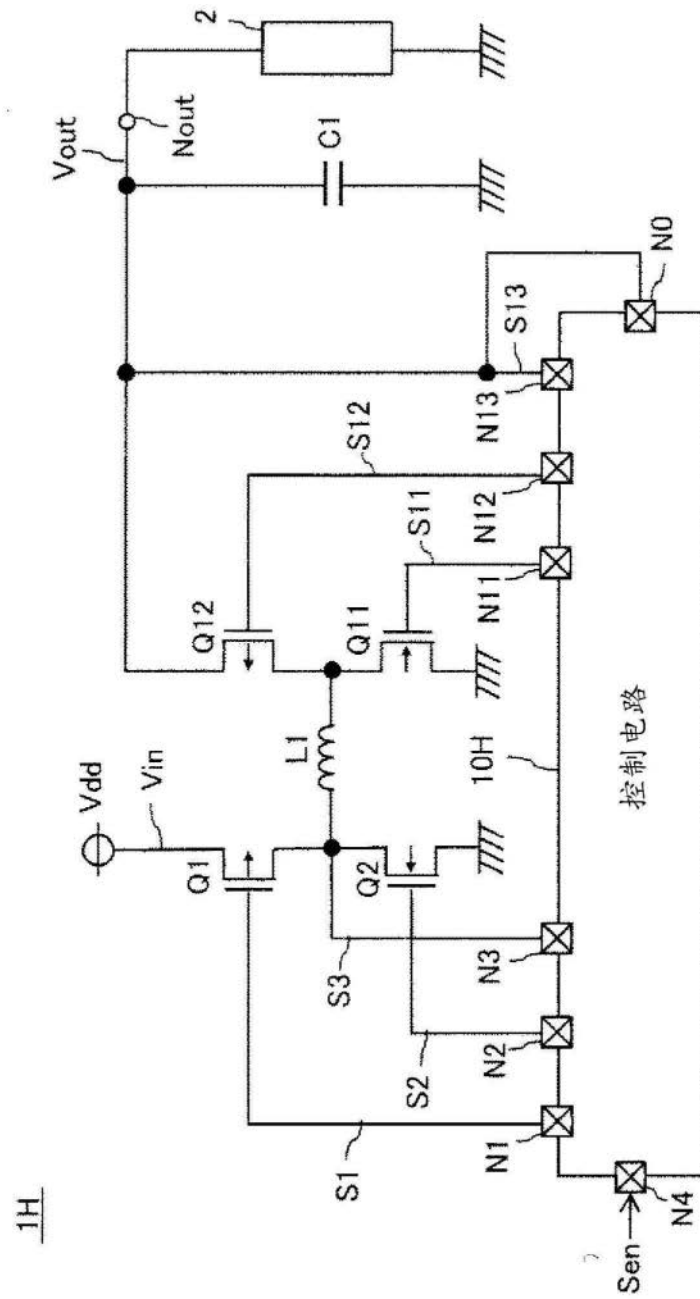 1H
Vdd
Vin
Vout
Nout
2
Q1
Q12
L1
C1
Q2
Q11
S1
S2
S3
S11
S12
S13
N1
N2
N3
N11
N12
N13
N0
10H
控制电路
Sen
N4